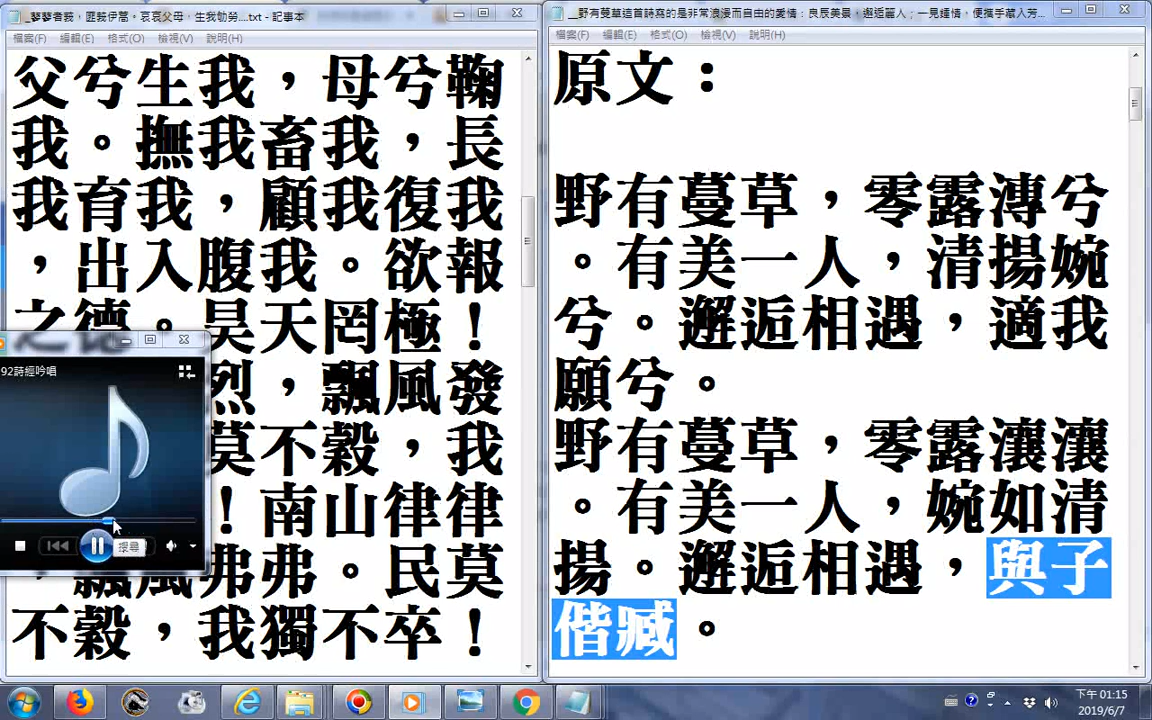 _蓼蓼者莪，匪莪伊蒿。哀哀父母，生我劬勞....txt - 記事本
檔案(F) 編輯(E) 格式(O) 檢視(V) 說明(H)
父兮生我，母兮鞠
我。撫我畜我，長
我育我，顧我復我
，出入腹我。欲報
之德。昊天罔極！
烈，飄風發
莫不穀，我
！南山律律
，飄風弗弗。民莫
不穀，我獨不卒！
92詩經吟唱
搜尋
__野有蔓草這首詩寫的是非常浪漫而自由的愛情：良辰美景，邂逅麗人；一見鍾情，便攜手藏入芳...
檔案(F) 編輯(E) 格式(O) 檢視(V) 說明(H)
原文：
野有蔓草，零露漙兮
。有美一人，清揚婉
兮。邂逅相遇，適我
願兮。
野有蔓草，零露瀼瀼
。有美一人，婉如清
揚。邂逅相遇，與子
偕臧。
下午 01:15
2019/6/7